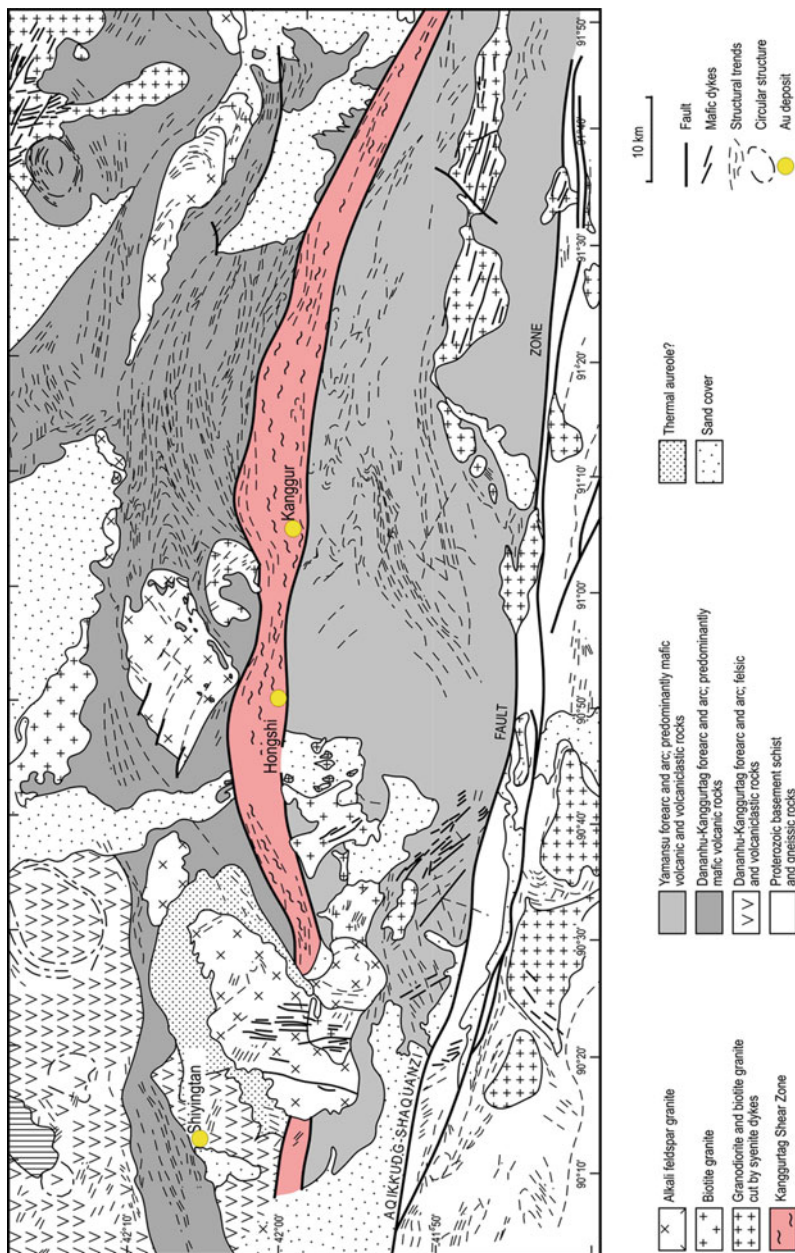 42°10'
42°00'
41°50'
90°10'
90°20'
90°30'
90°40'
90°50'
91°00'
91°10'
91°20'
91°30'
91°40'
91°50'
Shiyingtan
Hongshi
Kanggur
AQIKKUDG-SHAQUANZI
FAULT
ZONE
Alkali feldspar granite
Biotite granite
Granodiorite and biotite granite
cut by syenite dykes
Kanggurtag Shear Zone
Yamansu forearc and arc; predominantly mafic
volcanic and volcaniclastic rocks
Dananhu-Kanggurtag forearc and arc; predominantly
mafic volcanic rocks
Dananhu-Kanggurtag forearc and arc; felsic
and volcaniclastic rocks
Proterozoic basement schist
and gneissic rocks
Thermal aureole?
Sand cover
10 km
Fault
Mafic dykes
Structural trends
Circular structure
Au deposit